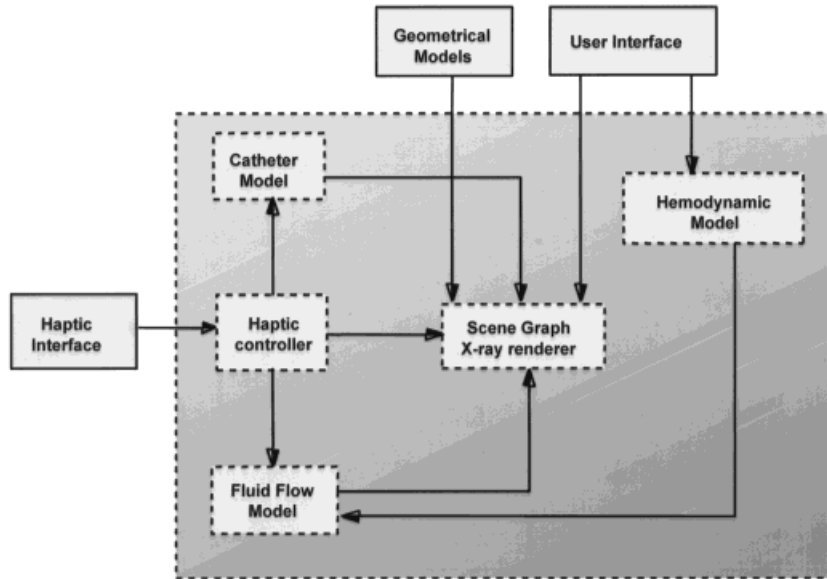 Geometrical
Models
User Interface
Catheter
Model
Hemodynamic
Model
Haptic
Interface
Haptic
controller
Scene Graph
X-ray renderer
Fluid Flow
Model